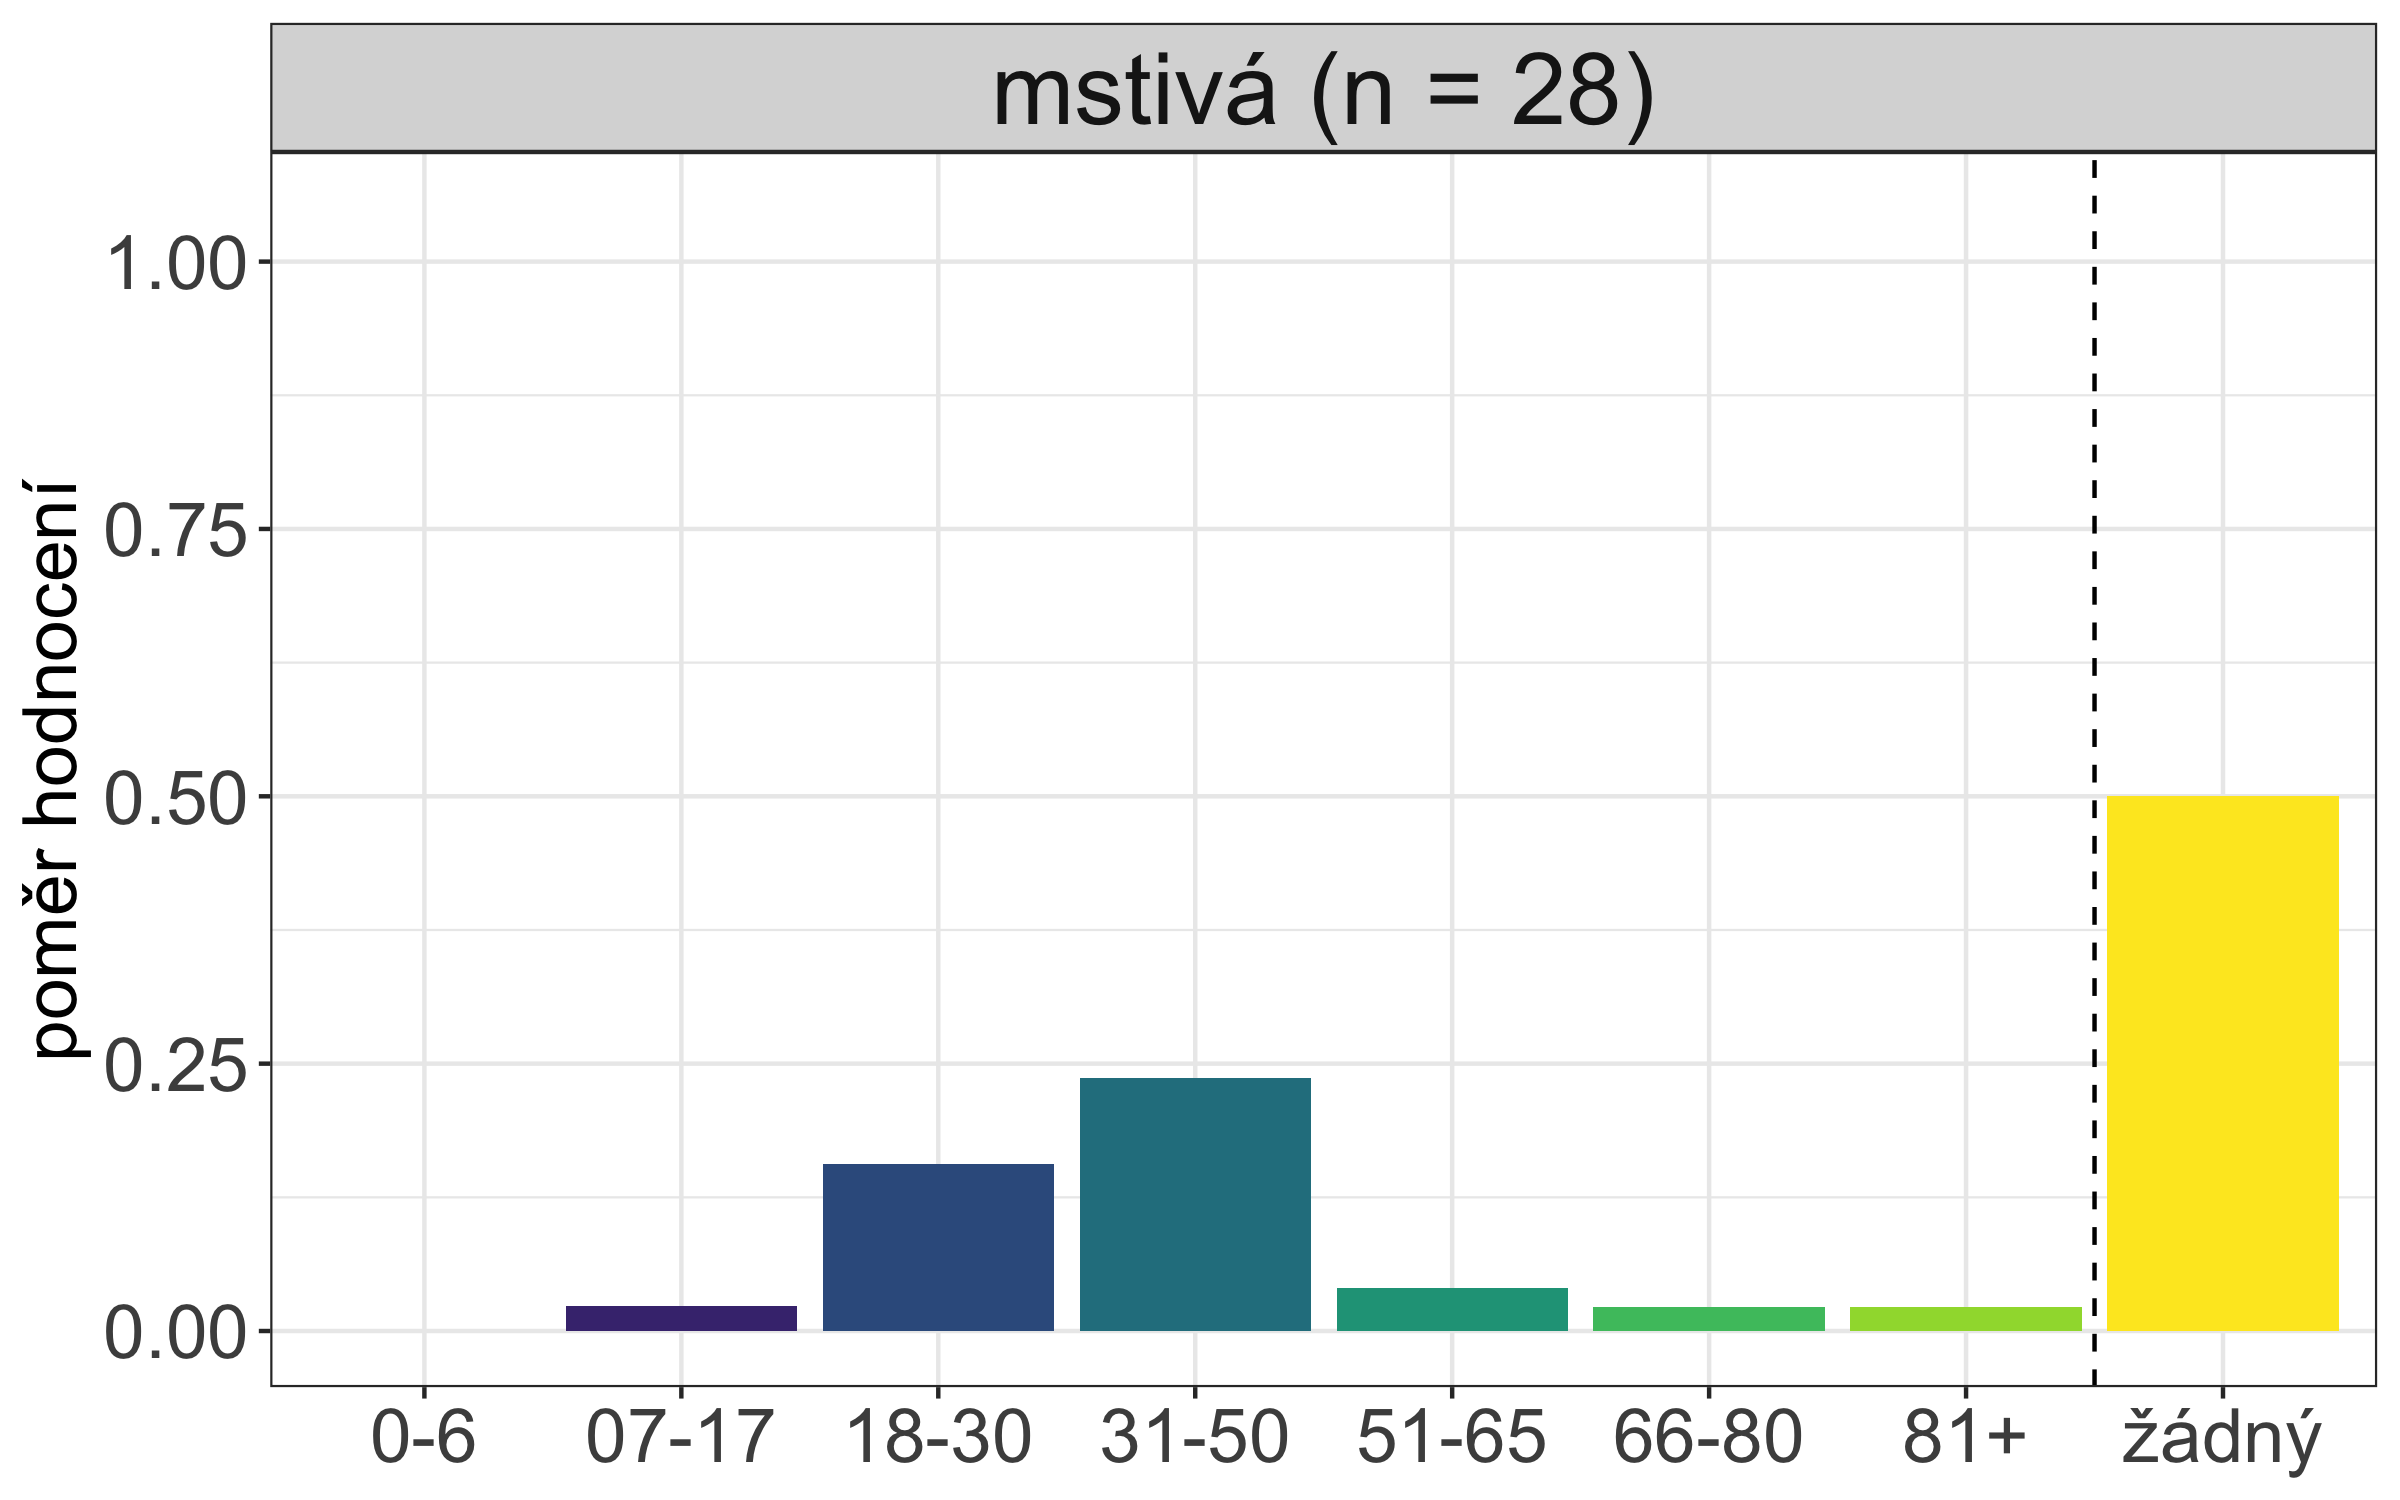 mstivá (n = 28)
poměr hodnocení
1.00
0.75
0.50
0.25
0.00
0-6 07-17 18-30 31-50 51-65 66-80 81+ žádný